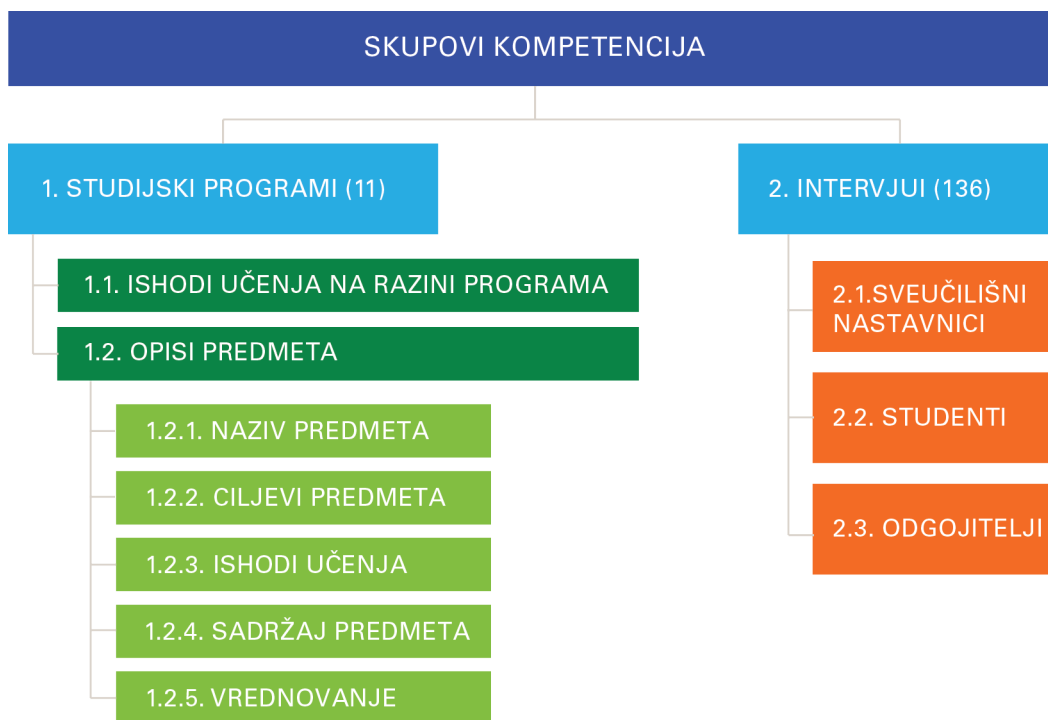 SKUPOVI KOMPETENCIJA
1. STUDIJSKI PROGRAMI (11)
1.1. ISHODI UČENJA NA RAZINI PROGRAMA
1.2. OPISI PREDMETA
1.2.1. NAZIV PREDMETA
1.2.2. CILJEVI PREDMETA
1.2.3. ISHODI UČENJA
1.2.4. SADRŽAJ PREDMETA
1.2.5. VREDNOVANJE
2. INTERVJUI (136)
2.1.SVEUČILIŠNI
NASTAVNICI
2.2. STUDENTI
2.3. ODGOJITELJI